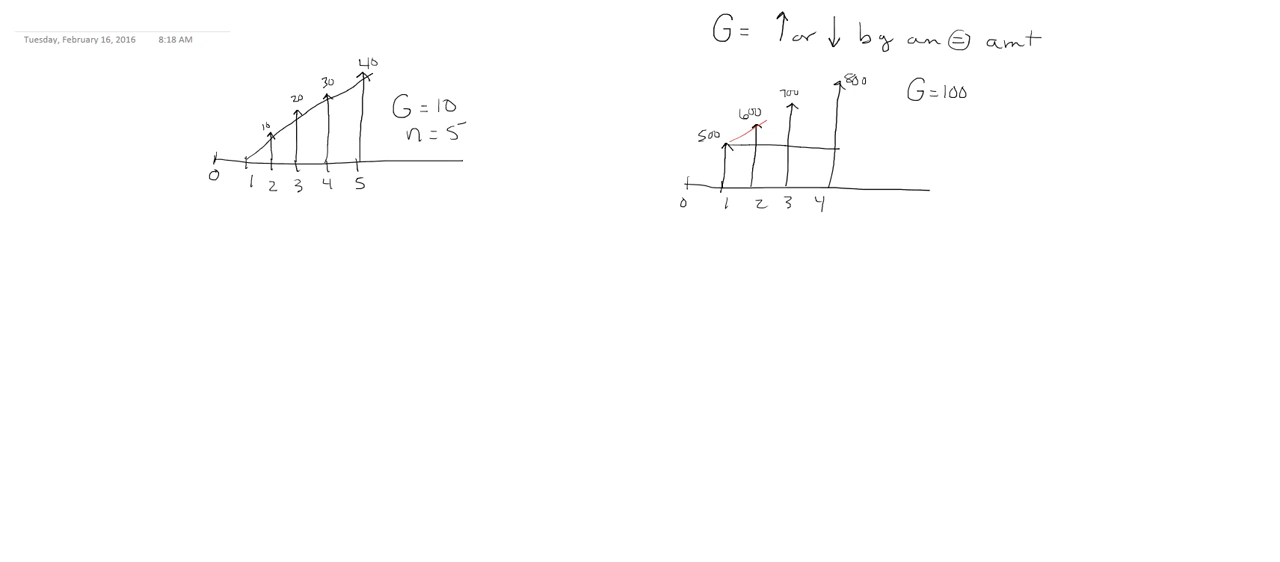 Tuesday, February 16, 2016 8:18 AM
G = ↑ or ↓ by an ⊜ amt
10 20 30 40
G = 10
n = 5
0 1 2 3 4 5
500 600 700 800
G = 100
0 1 2 3 4